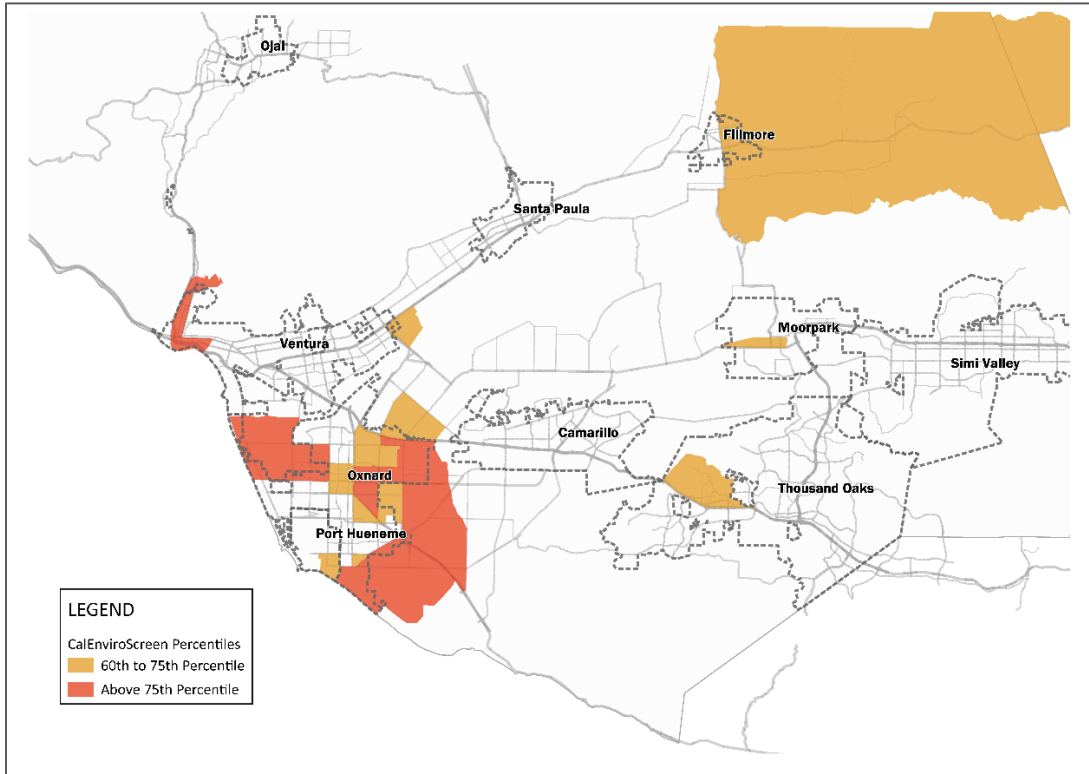 Ojai
Fillmore
Santa Paula
Ventura
Moorpark
Simi Valley
Camarillo
Oxnard
Thousand Oaks
Port Hueneme
LEGEND
CalEnviroScreen Percentiles
60th to 75th Percentile
Above 75th Percentile